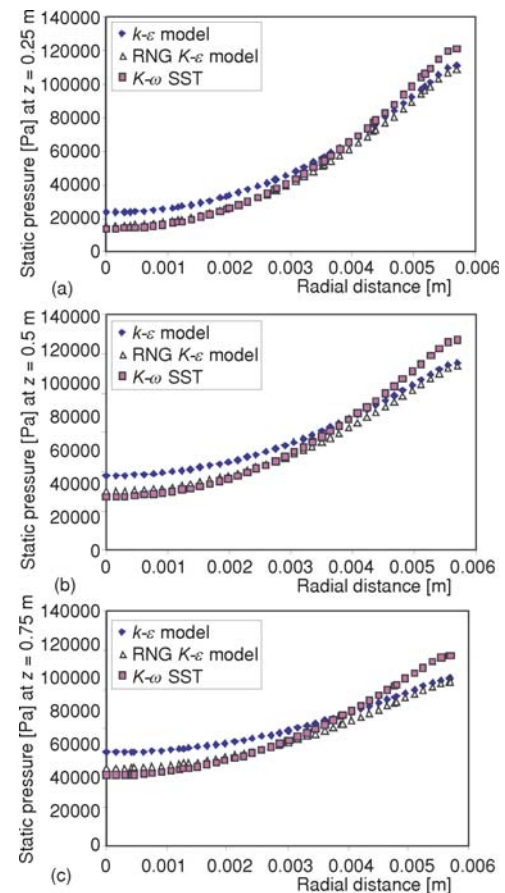 Static pressure [Pa] at z = 0.25 m
140000
120000
100000
80000
60000
40000
20000
0
k-ε model
RNG K-ε model
K-ω SST
0 0.001 0.002 0.003 0.004 0.005 0.006
(a)
Radial distance [m]
Static pressure [Pa] at z = 0.5 m
140000
120000
100000
80000
60000
40000
20000
0
k-ε model
RNG K-ε model
K-ω SST
0 0.001 0.002 0.003 0.004 0.005 0.006
(b)
Radial distance [m]
Static pressure [Pa] at z = 0.75 m
140000
120000
100000
80000
60000
40000
20000
0
k-ε model
RNG K-ε model
K-ω SST
0 0.001 0.002 0.003 0.004 0.005 0.006
(c)
Radial distance [m]